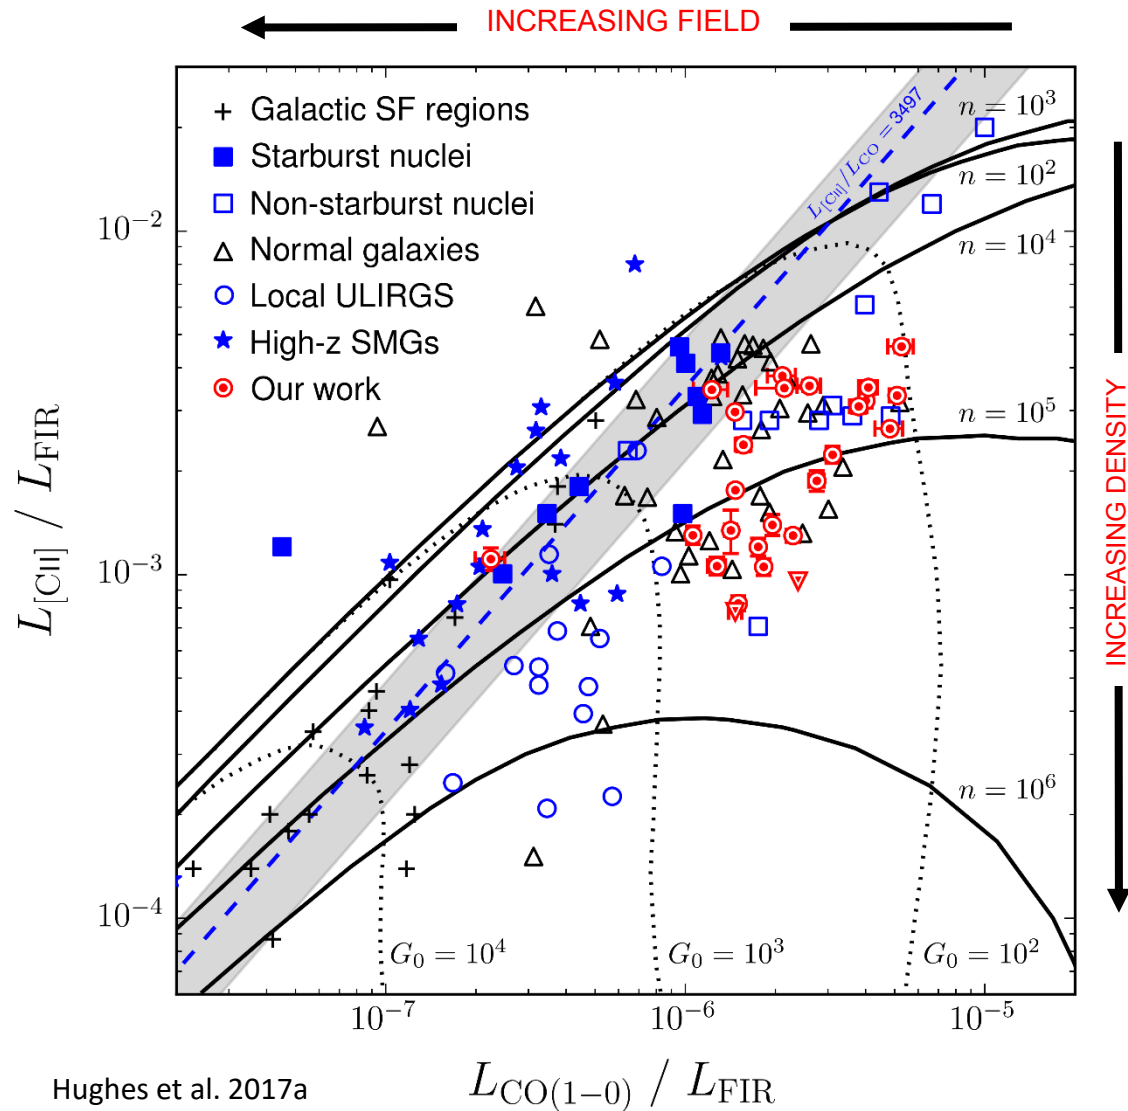 INCREASING FIELD
Galactic SF regions
Starburst nuclei
Non-starburst nuclei
Normal galaxies
Local ULIRGS
High-z SMGs
Our work
L[CII]/LCO = 3497
n = 10³
n = 10²
n = 10⁴
n = 10⁵
n = 10⁶
G₀ = 10⁴
G₀ = 10³
G₀ = 10²
10⁻²
10⁻³
10⁻⁴
L[CII] / LFIR
INCREASING DENSITY
10⁻⁷
10⁻⁶
10⁻⁵
LCO(1−0) / LFIR
Hughes et al. 2017a